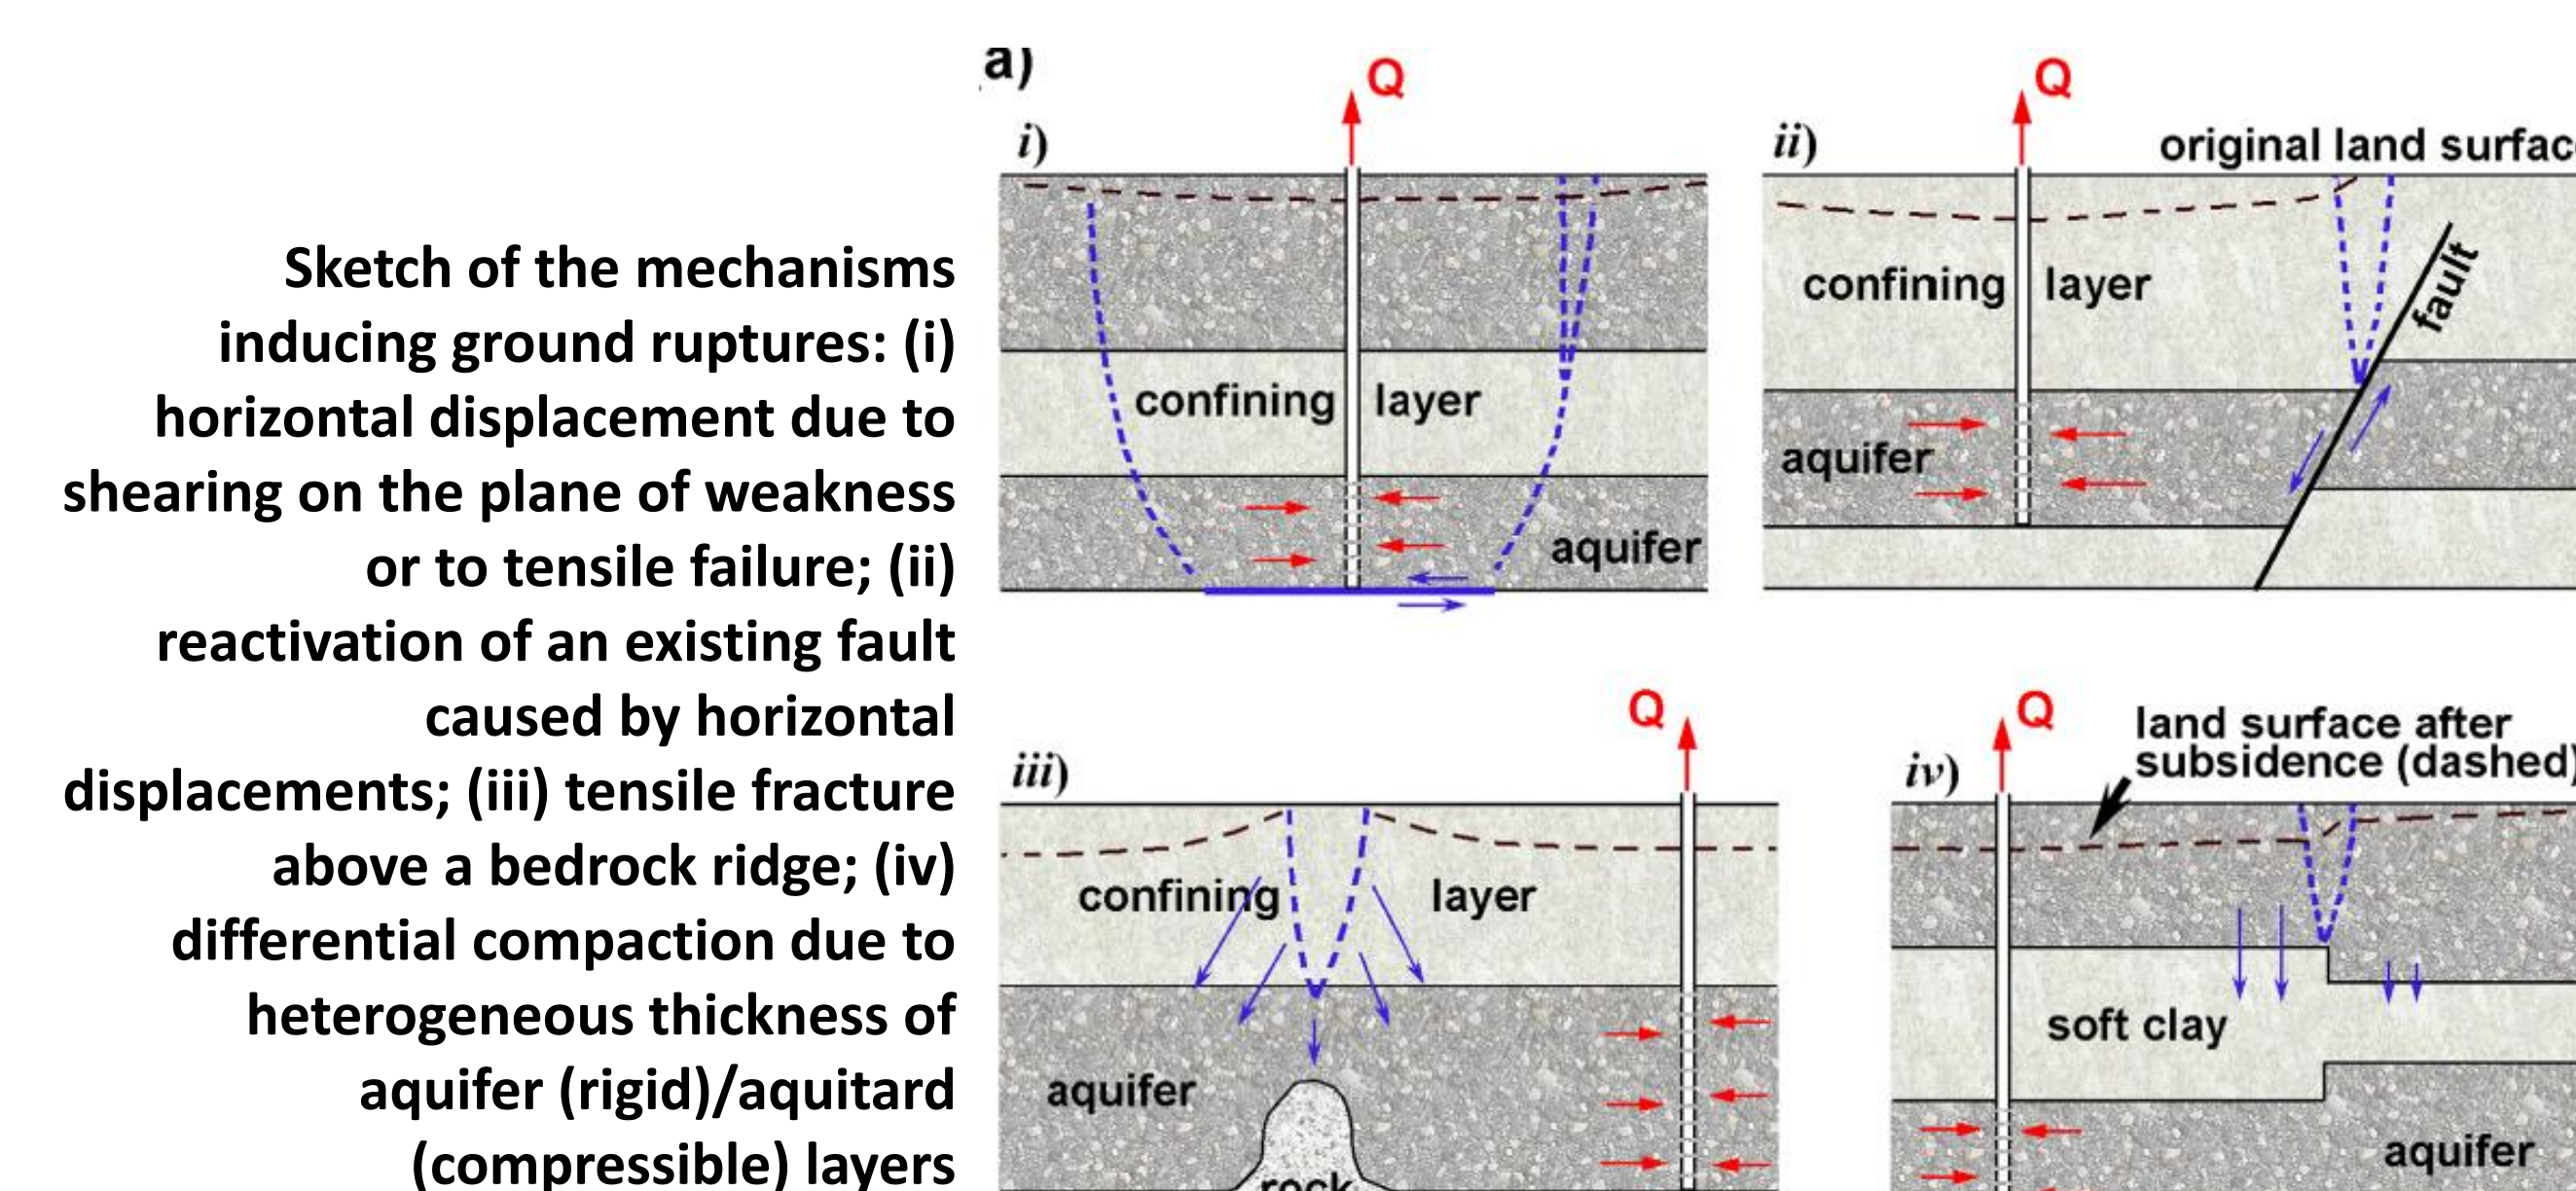 Sketch of the mechanisms
inducing ground ruptures: (i)
horizontal displacement due to
shearing on the plane of weakness
or to tensile failure; (ii)
reactivation of an existing fault
caused by horizontal
displacements; (iii) tensile fracture
above a bedrock ridge; (iv)
differential compaction due to
heterogeneous thickness of
aquifer (rigid)/aquitard
(compressible) layers
a)
i)
Q
confining layer
aquifer
ii)
Q
original land surfac
confining layer
fault
aquifer
iii)
Q
confining layer
aquifer
rock
iv)
Q
land surface after
subsidence (dashed)
soft clay
aquifer